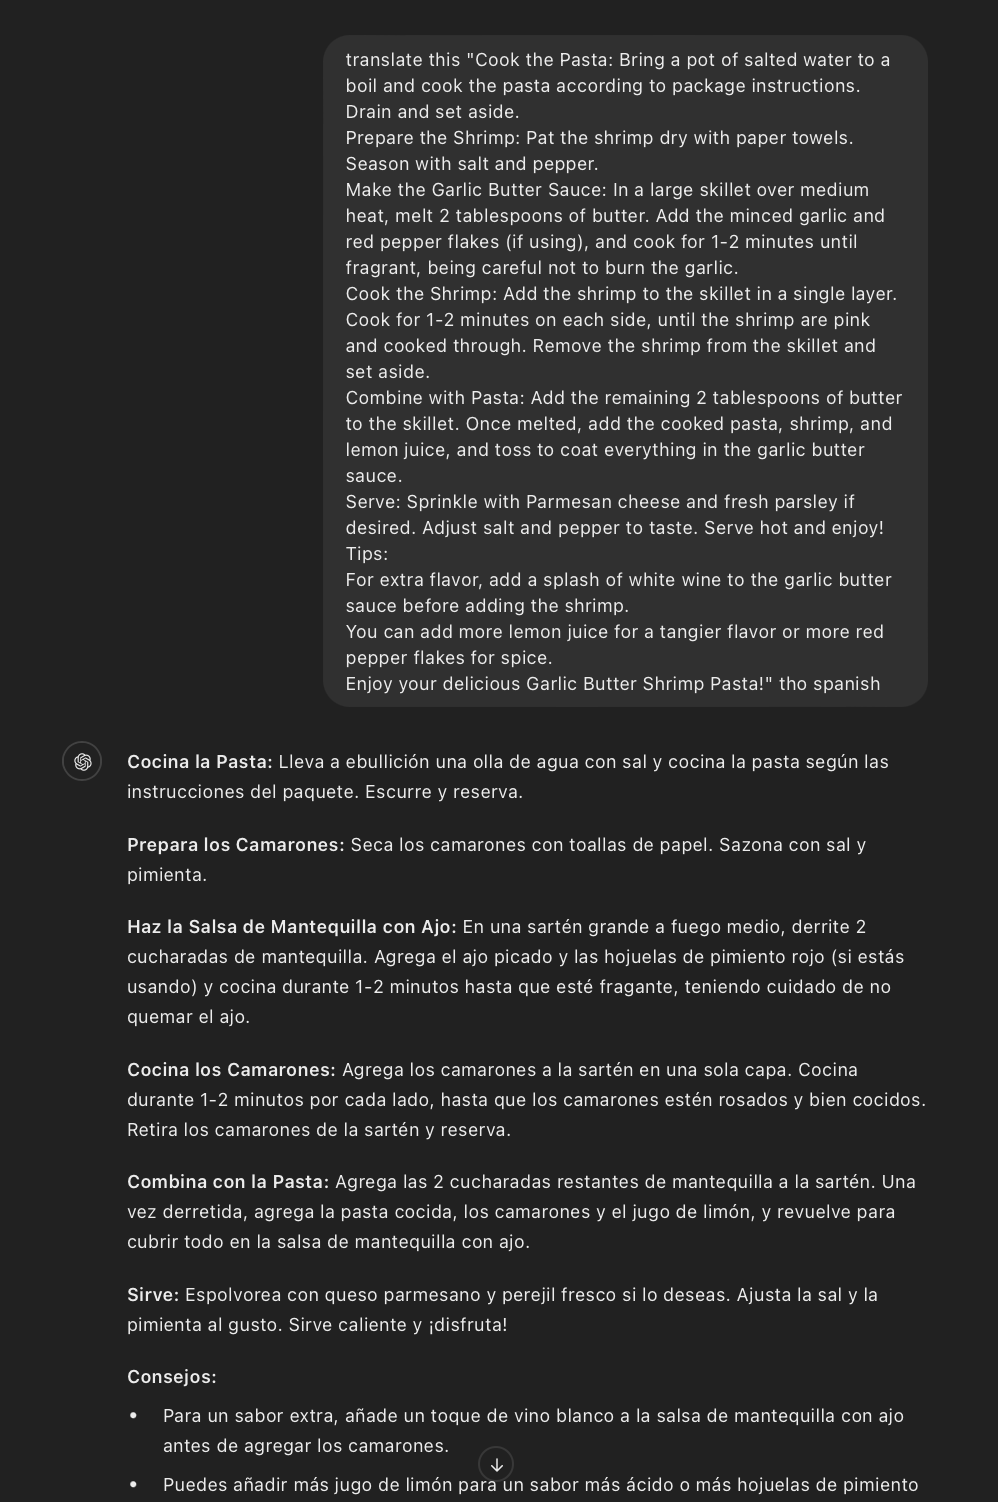 translate this "Cook the Pasta: Bring a pot of salted water to a
boil and cook the pasta according to package instructions.
Drain and set aside.
Prepare the Shrimp: Pat the shrimp dry with paper towels.
Season with salt and pepper.
Make the Garlic Butter Sauce: In a large skillet over medium
heat, melt 2 tablespoons of butter. Add the minced garlic and
red pepper flakes (if using), and cook for 1-2 minutes until
fragrant, being careful not to burn the garlic.
Cook the Shrimp: Add the shrimp to the skillet in a single layer.
Cook for 1-2 minutes on each side, until the shrimp are pink
and cooked through. Remove the shrimp from the skillet and
set aside.
Combine with Pasta: Add the remaining 2 tablespoons of butter
to the skillet. Once melted, add the cooked pasta, shrimp, and
lemon juice, and toss to coat everything in the garlic butter
sauce.
Serve: Sprinkle with Parmesan cheese and fresh parsley if
desired. Adjust salt and pepper to taste. Serve hot and enjoy!
Tips:
For extra flavor, add a splash of white wine to the garlic butter
sauce before adding the shrimp.
You can add more lemon juice for a tangier flavor or more red
pepper flakes for spice.
Enjoy your delicious Garlic Butter Shrimp Pasta!" tho spanish
Cocina la Pasta: Lleva a ebullición una olla de agua con sal y cocina la pasta según las
instrucciones del paquete. Escurre y reserva.
Prepara los Camarones: Seca los camarones con toallas de papel. Sazona con sal y
pimienta.
Haz la Salsa de Mantequilla con Ajo: En una sartén grande a fuego medio, derrite 2
cucharadas de mantequilla. Agrega el ajo picado y las hojuelas de pimiento rojo (si estás
usando) y cocina durante 1-2 minutos hasta que esté fragante, teniendo cuidado de no
quemar el ajo.
Cocina los Camarones: Agrega los camarones a la sartén en una sola capa. Cocina
durante 1-2 minutos por cada lado, hasta que los camarones estén rosados y bien cocidos.
Retira los camarones de la sartén y reserva.
Combina con la Pasta: Agrega las 2 cucharadas restantes de mantequilla a la sartén. Una
vez derretida, agrega la pasta cocida, los camarones y el jugo de limón, y revuelve para
cubrir todo en la salsa de mantequilla con ajo.
Sirve: Espolvorea con queso parmesano y perejil fresco si lo deseas. Ajusta la sal y la
pimienta al gusto. Sirve caliente y ¡disfruta!
Consejos:
• Para un sabor extra, añade un toque de vino blanco a la salsa de mantequilla con ajo
antes de agregar los camarones.
• Puedes añadir más jugo de limón para un sabor más ácido o más hojuelas de pimiento